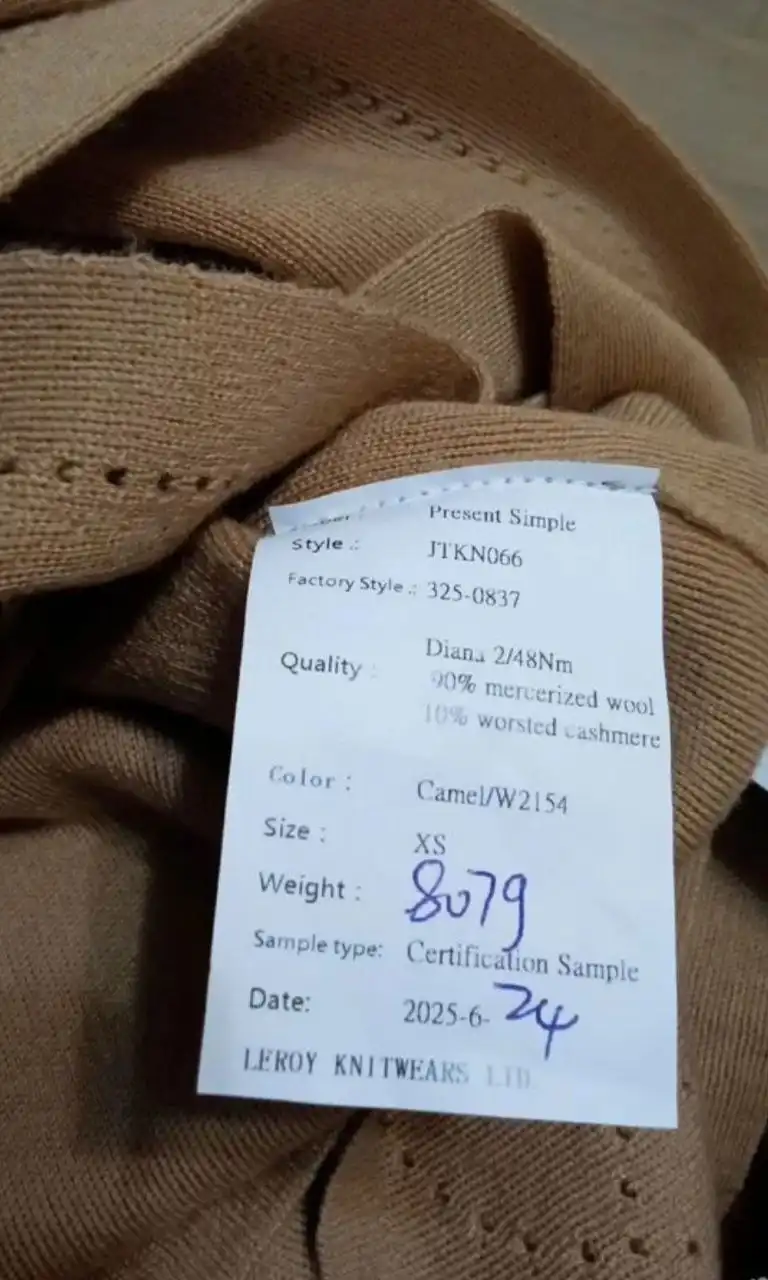 Present Simple
Style .: JTKN066
Factory Style .: 325-0837
Quality : Diana 2/48Nm
90% mercerized wool
10% worsted cashmere
Color : Camel/W2154
Size : XS
Weight : 807g
Sample type: Certification Sample
Date: 2025-6-24
LEROY KNITWEARS LTD